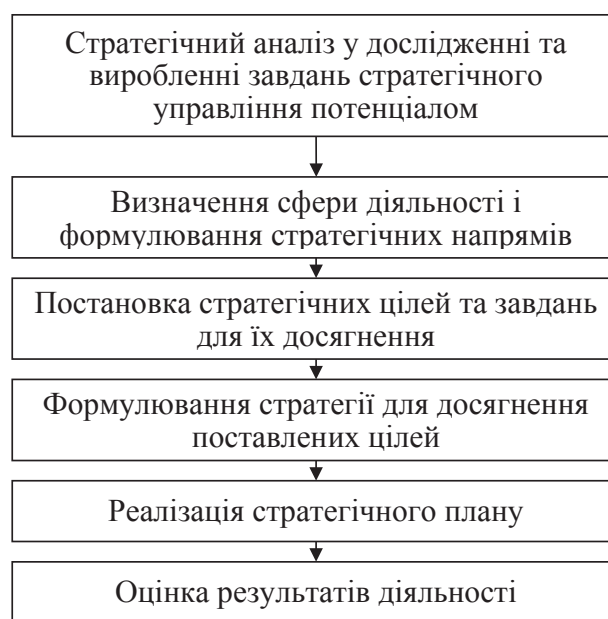 Стратегічний аналіз у дослідженні та
виробленні завдань стратегічного
управління потенціалом
Визначення сфери діяльності і
формулювання стратегічних напрямів
Постановка стратегічних цілей та завдань
для їх досягнення
Формулювання стратегії для досягнення
поставлених цілей
Реалізація стратегічного плану
Оцінка результатів діяльності